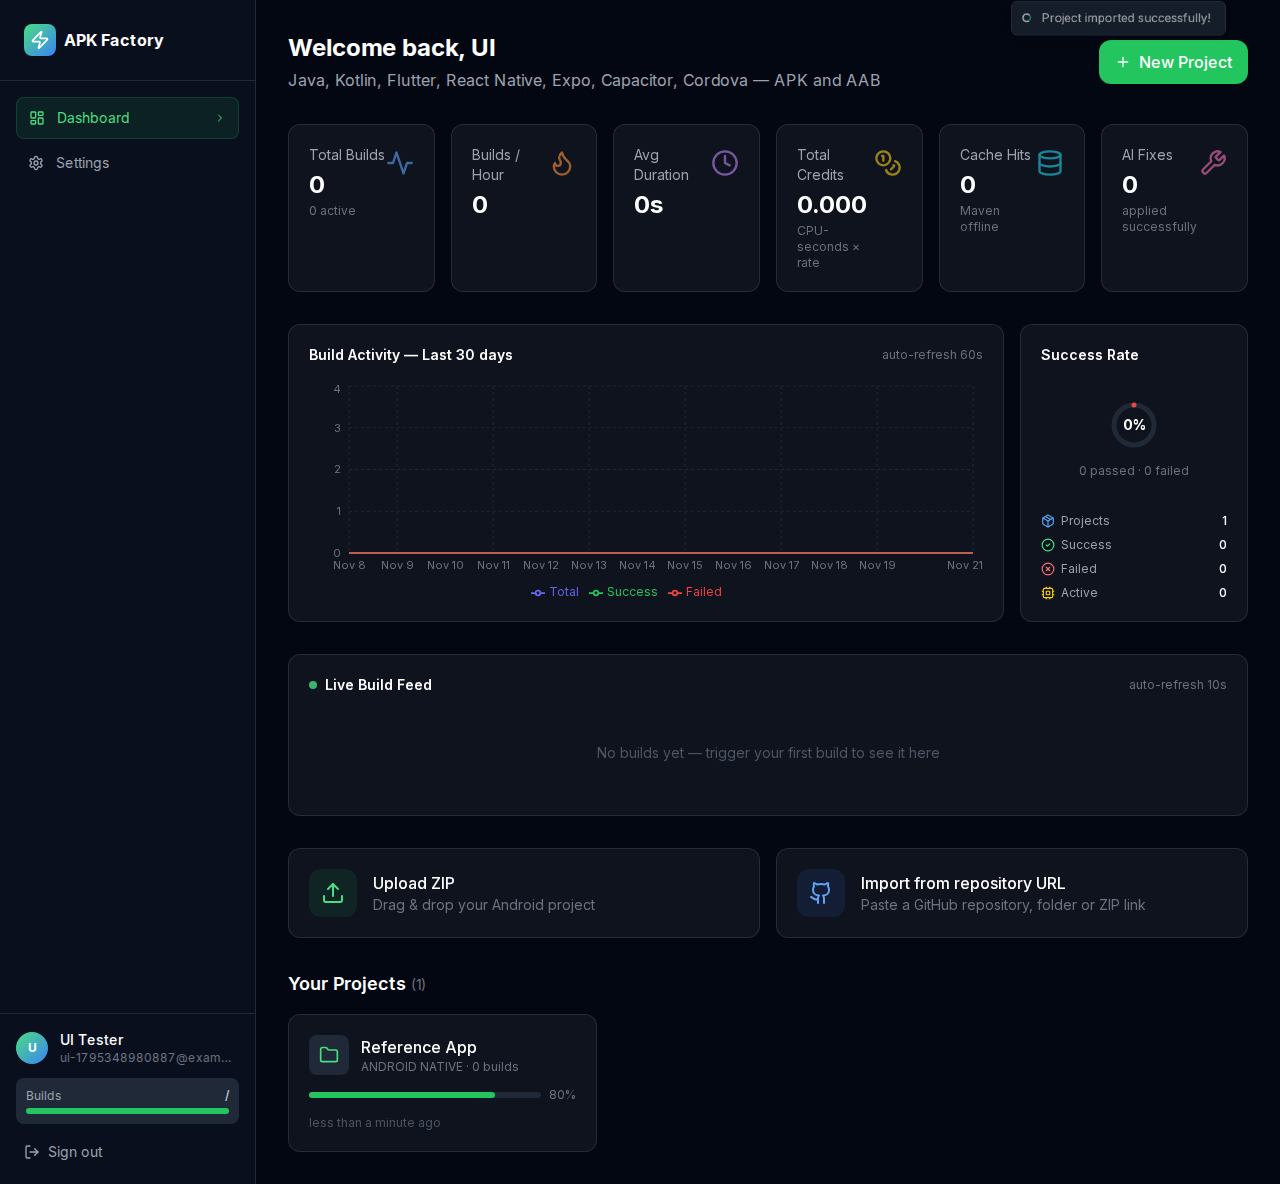 APK Factory
Dashboard
Settings
Project imported successfully!
Welcome back, UI
Java, Kotlin, Flutter, React Native, Expo, Capacitor, Cordova — APK and AAB
New Project
Total Builds
0
0 active
Builds /
Hour
0
Avg
Duration
0s
Total
Credits
0.000
CPU-
seconds ×
rate
Cache Hits
0
Maven
offline
AI Fixes
0
applied
successfully
Build Activity — Last 30 days
auto-refresh 60s
4
3
2
1
0
Nov 8 Nov 9 Nov 10 Nov 11 Nov 12 Nov 13 Nov 14 Nov 15 Nov 16 Nov 17 Nov 18 Nov 19 Nov 21
Total Success Failed
Success Rate
0%
0 passed · 0 failed
Projects 1
Success 0
Failed 0
Active 0
Live Build Feed
auto-refresh 10s
No builds yet — trigger your first build to see it here
Upload ZIP
Drag & drop your Android project
Import from repository URL
Paste a GitHub repository, folder or ZIP link
Your Projects (1)
Reference App
ANDROID NATIVE · 0 builds
80%
less than a minute ago
U
UI Tester
ui-1795348980887@exam...
Builds /
Sign out